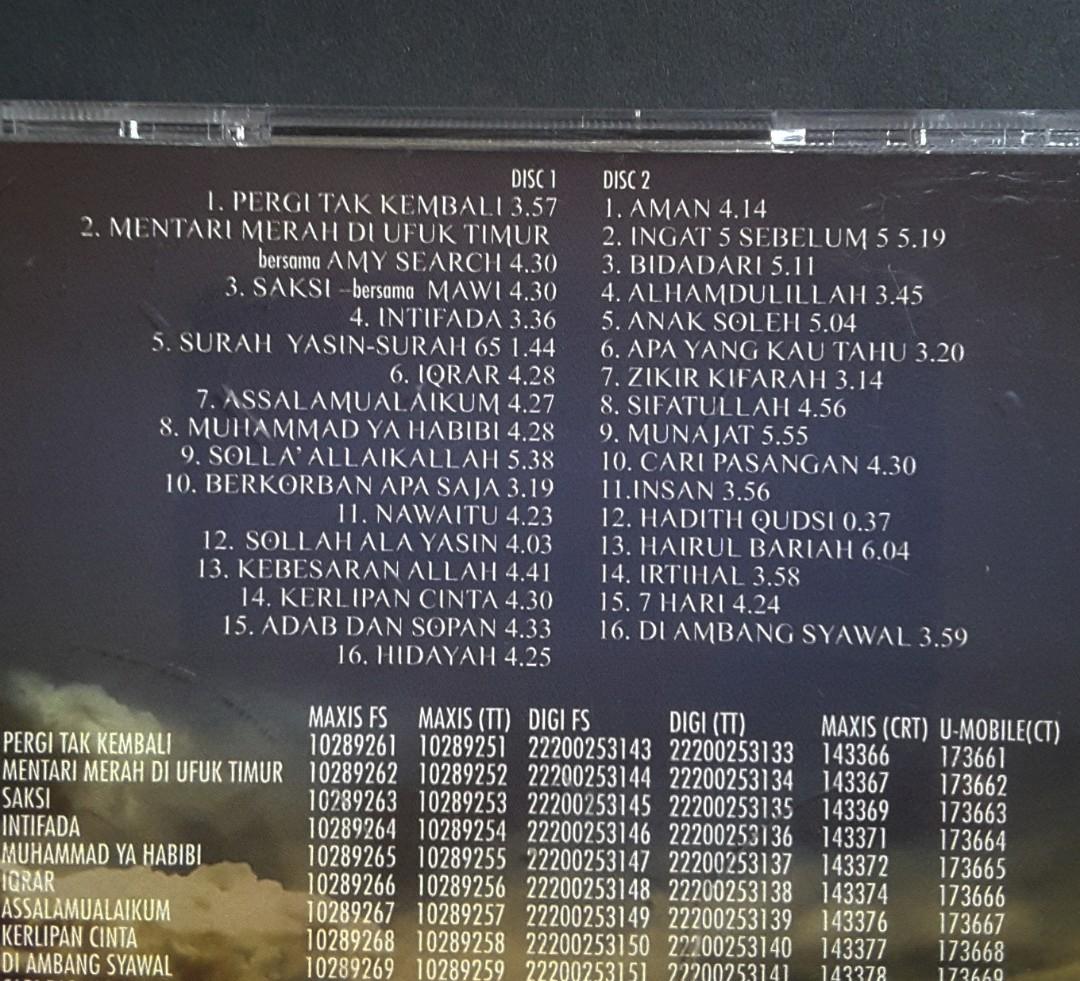 DISC 1
1. PERGI TAK KEMBALI 3.57
2. MENTARI MERAH DI UFUK TIMUR
bersama AMY SEARCH 4.30
3. SAKSI –bersama MAWI 4.30
4. INTIFADA 3.36
5. SURAH YASIN-SURAH 65 1.44
6. IQRAR 4.28
7. ASSALAMUALAIKUM 4.27
8. MUHAMMAD YA HABIBI 4.28
9. SOLLA' ALLAIKALLAH 5.38
10. BERKORBAN APA SAJA 3.19
11. NAWAITU 4.23
12. SOLLAH ALA YASIN 4.03
13. KEBESARAN ALLAH 4.41
14. KERLIPAN CINTA 4.30
15. ADAB DAN SOPAN 4.33
16. HIDAYAH 4.25
DISC 2
1. AMAN 4.14
2. INGAT 5 SEBELUM 5 5.19
3. BIDADARI 5.11
4. ALHAMDULILLAH 3.45
5. ANAK SOLEH 5.04
6. APA YANG KAU TAHU 3.20
7. ZIKIR KIFARAH 3.14
8. SIFATULLAH 4.56
9. MUNAJAT 5.55
10. CARI PASANGAN 4.30
11.INSAN 3.56
12. HADITH QUDSI 0.37
13. HAIRUL BARIAH 6.04
14. IRTIHAL 3.58
15. 7 HARI 4.24
16. DI AMBANG SYAWAL 3.59
MAXIS FS MAXIS (TT) DIGI FS DIGI (TT) MAXIS (CRT) U-MOBILE(CT)
PERGI TAK KEMBALI 10289261 10289251 22200253143 22200253133 143366 173661
MENTARI MERAH DI UFUK TIMUR 10289262 10289252 22200253144 22200253134 143367 173662
SAKSI 10289263 10289253 22200253145 22200253135 143369 173663
INTIFADA 10289264 10289254 22200253146 22200253136 143371 173664
MUHAMMAD YA HABIBI 10289265 10289255 22200253147 22200253137 143372 173665
IQRAR 10289266 10289256 22200253148 22200253138 143374 173666
ASSALAMUALAIKUM 10289267 10289257 22200253149 22200253139 143376 173667
KERLIPAN CINTA 10289268 10289258 22200253150 22200253140 143377 173668
DI AMBANG SYAWAL 10289269 10289259 22200253151 22200253141 143378 173669